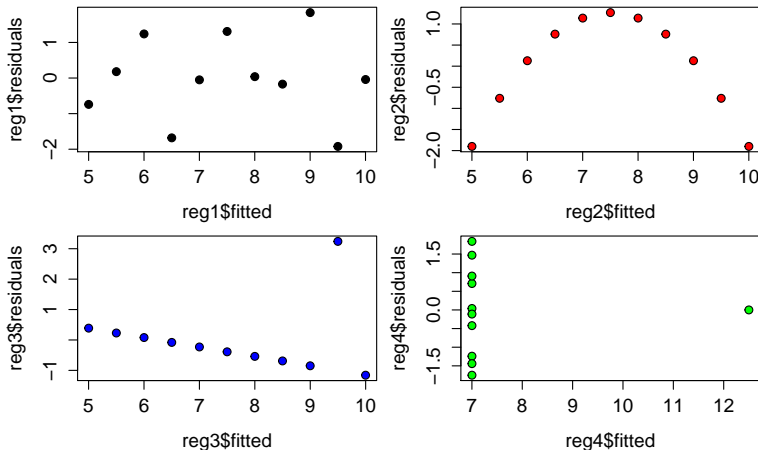 reg1$residuals
1
0
−2
5 6 7 8 9 10
reg1$fitted
reg2$residuals
1.0
−0.5
−2.0
5 6 7 8 9 10
reg2$fitted
reg3$residuals
3
1
−1
5 6 7 8 9 10
reg3$fitted
reg4$residuals
1.5
0.0
−1.5
7 8 9 10 11 12
reg4$fitted